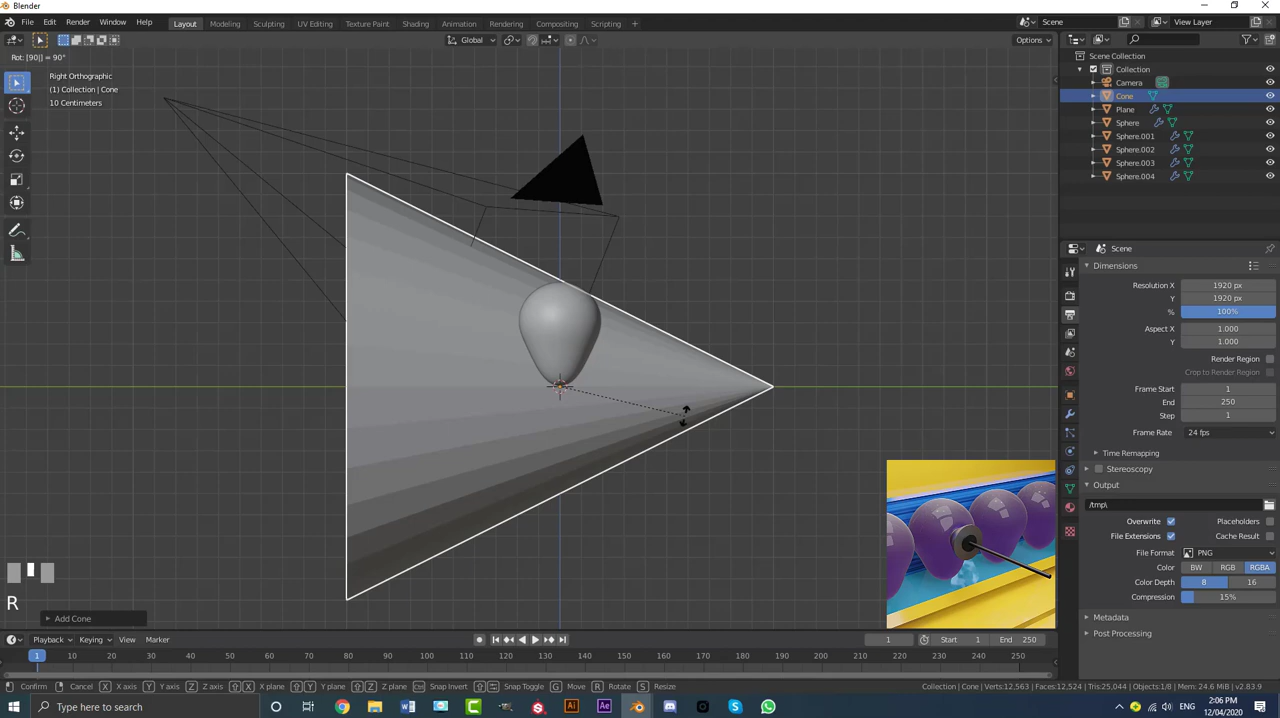 Blender
File Edit Render Window Help
Layout Modeling Sculpting UV Editing Texture Paint Shading Animation Rendering Compositing Scripting +
Scene
View Layer
Global
Options
Rot: [90|] = 90°
Right Orthographic
(1) Collection | Cone
10 Centimeters
Scene Collection
Collection
Camera
Cone
Plane
Sphere
Sphere.001
Sphere.002
Sphere.003
Sphere.004
Scene
Dimensions
Resolution X 1920 px
Y 1920 px
% 100%
Aspect X 1.000
Y 1.000
Render Region
Crop to Render Region
Frame Start 1
End 250
Step 1
Frame Rate 24 fps
Time Remapping
Stereoscopy
Output
/tmp\
Overwrite Placeholders
File Extensions Cache Result
File Format PNG
Color BW RGB RGBA
Color Depth 8 16
Compression 15%
Metadata
Post Processing
R
Add Cone
Playback Keying View Marker
1 Start 1 End 250
1 10 20 30 40 50 60 70 80 90 100 110 120 130 140 150 160 170 180 190 200 210 220 230 240 250
Confirm Cancel X X axis Y Y axis Z Z axis X X plane Y Y plane Z Z plane Ctrl Snap Invert Snap Toggle G Move R Rotate S Resize
Collection | Cone | Verts:12,563 | Faces:12,524 | Tris:25,044 | Objects:1/8 | Mem: 24.6 MiB | v2.83.9
Type here to search
2:06 PM
12/04/2020